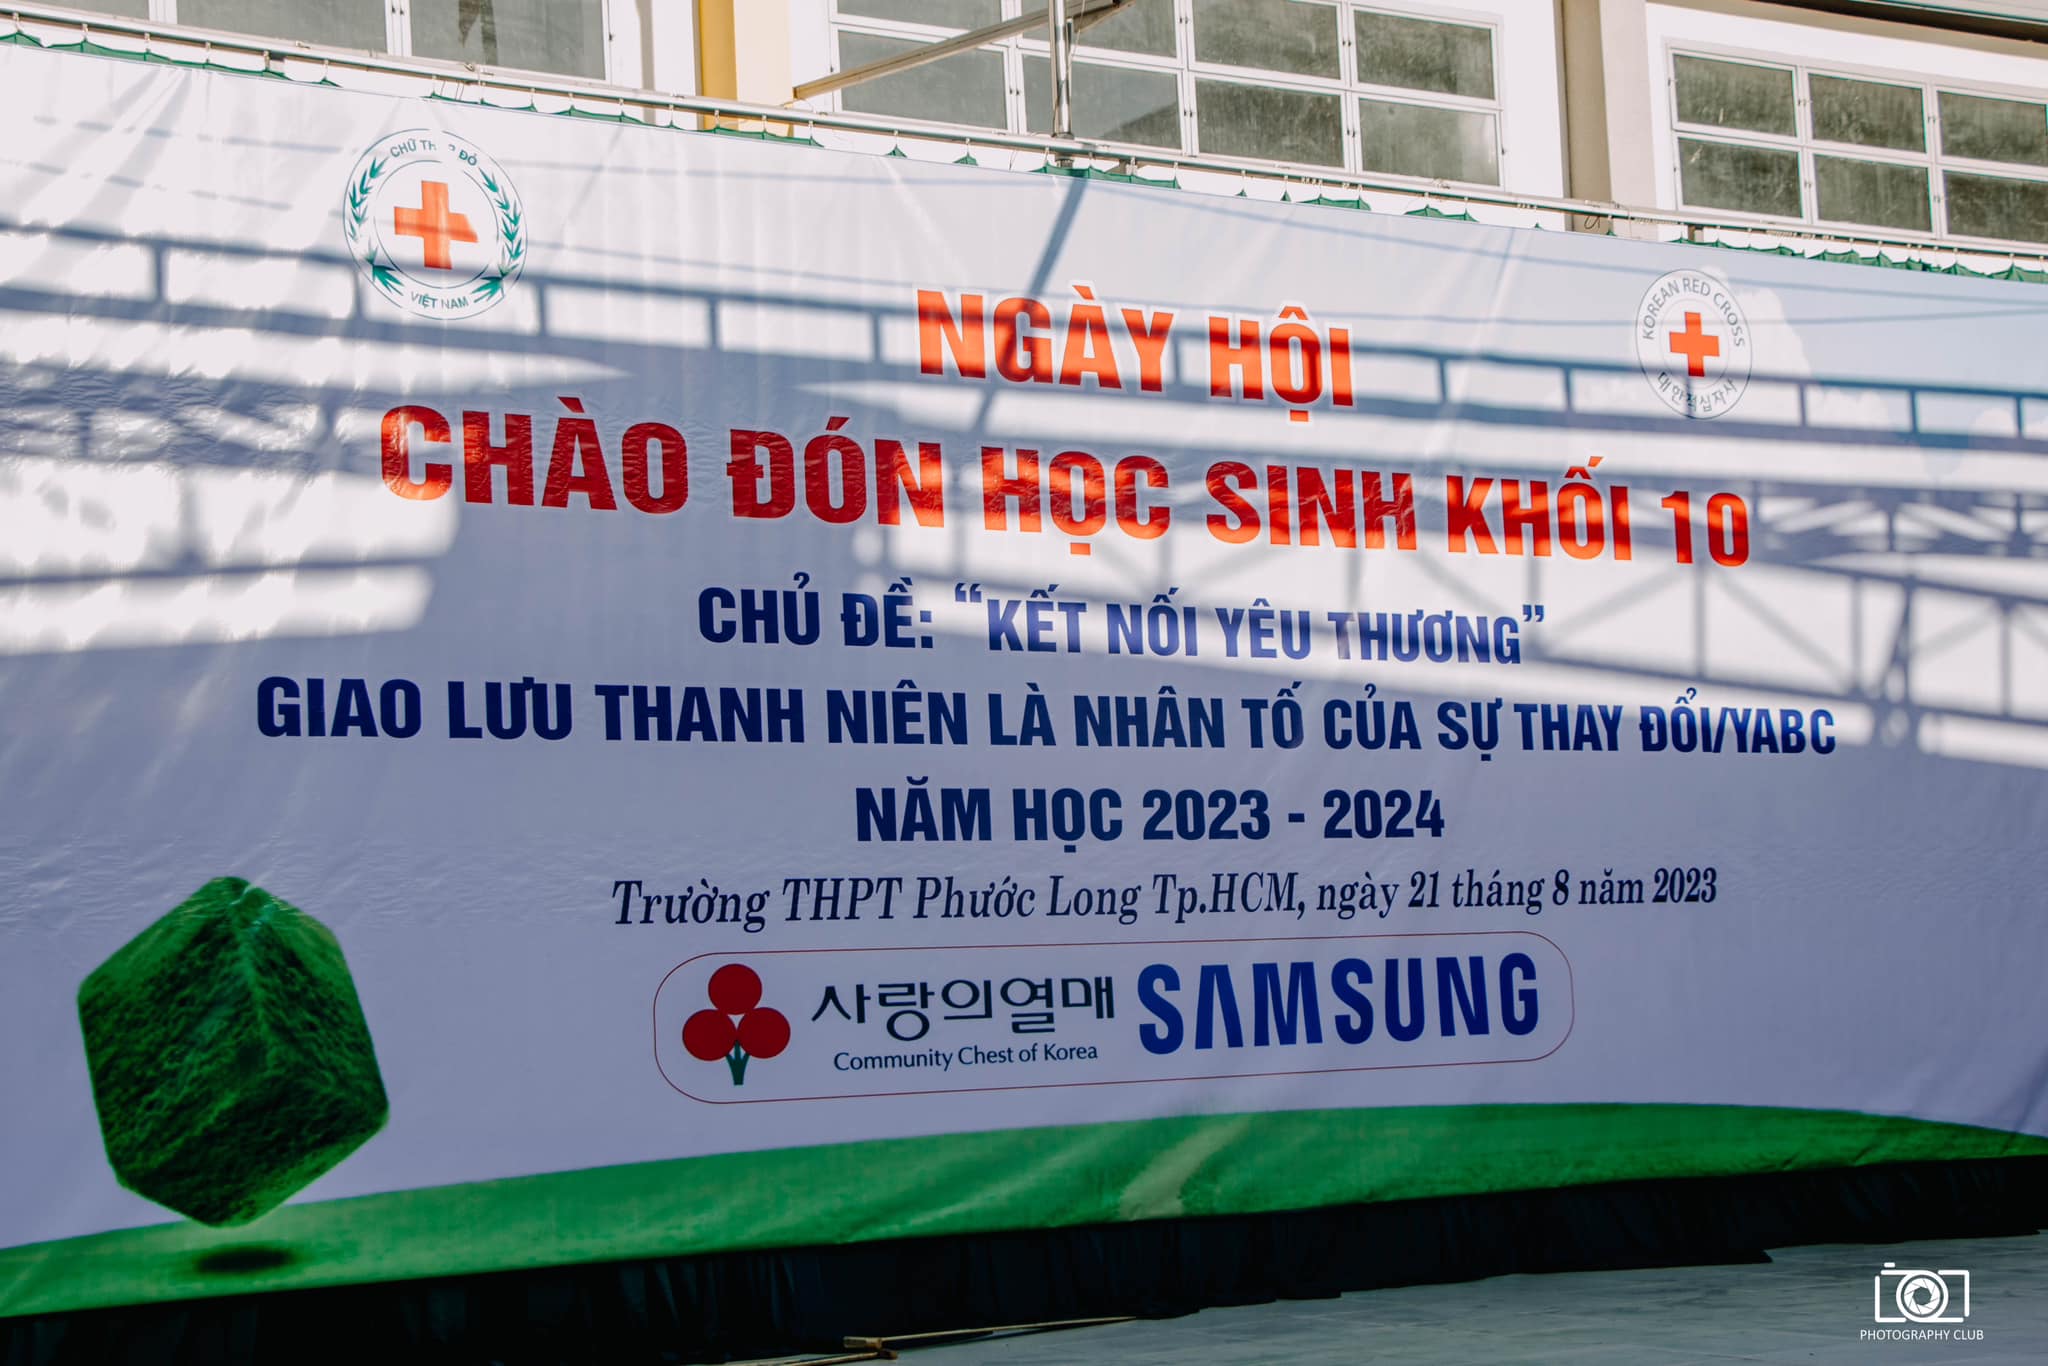 CHỮ THẬP ĐỎ
VIỆT NAM
KOREAN RED CROSS
대한적십자사
NGÀY HỘI
CHÀO ĐÓN HỌC SINH KHỐI 10
CHỦ ĐỀ: “KẾT NỐI YÊU THƯƠNG”
GIAO LƯU THANH NIÊN LÀ NHÂN TỐ CỦA SỰ THAY ĐỔI/YABC
NĂM HỌC 2023 - 2024
Trường THPT Phước Long Tp.HCM, ngày 21 tháng 8 năm 2023
사랑의열매 SAMSUNG
Community Chest of Korea
PHOTOGRAPHY CLUB